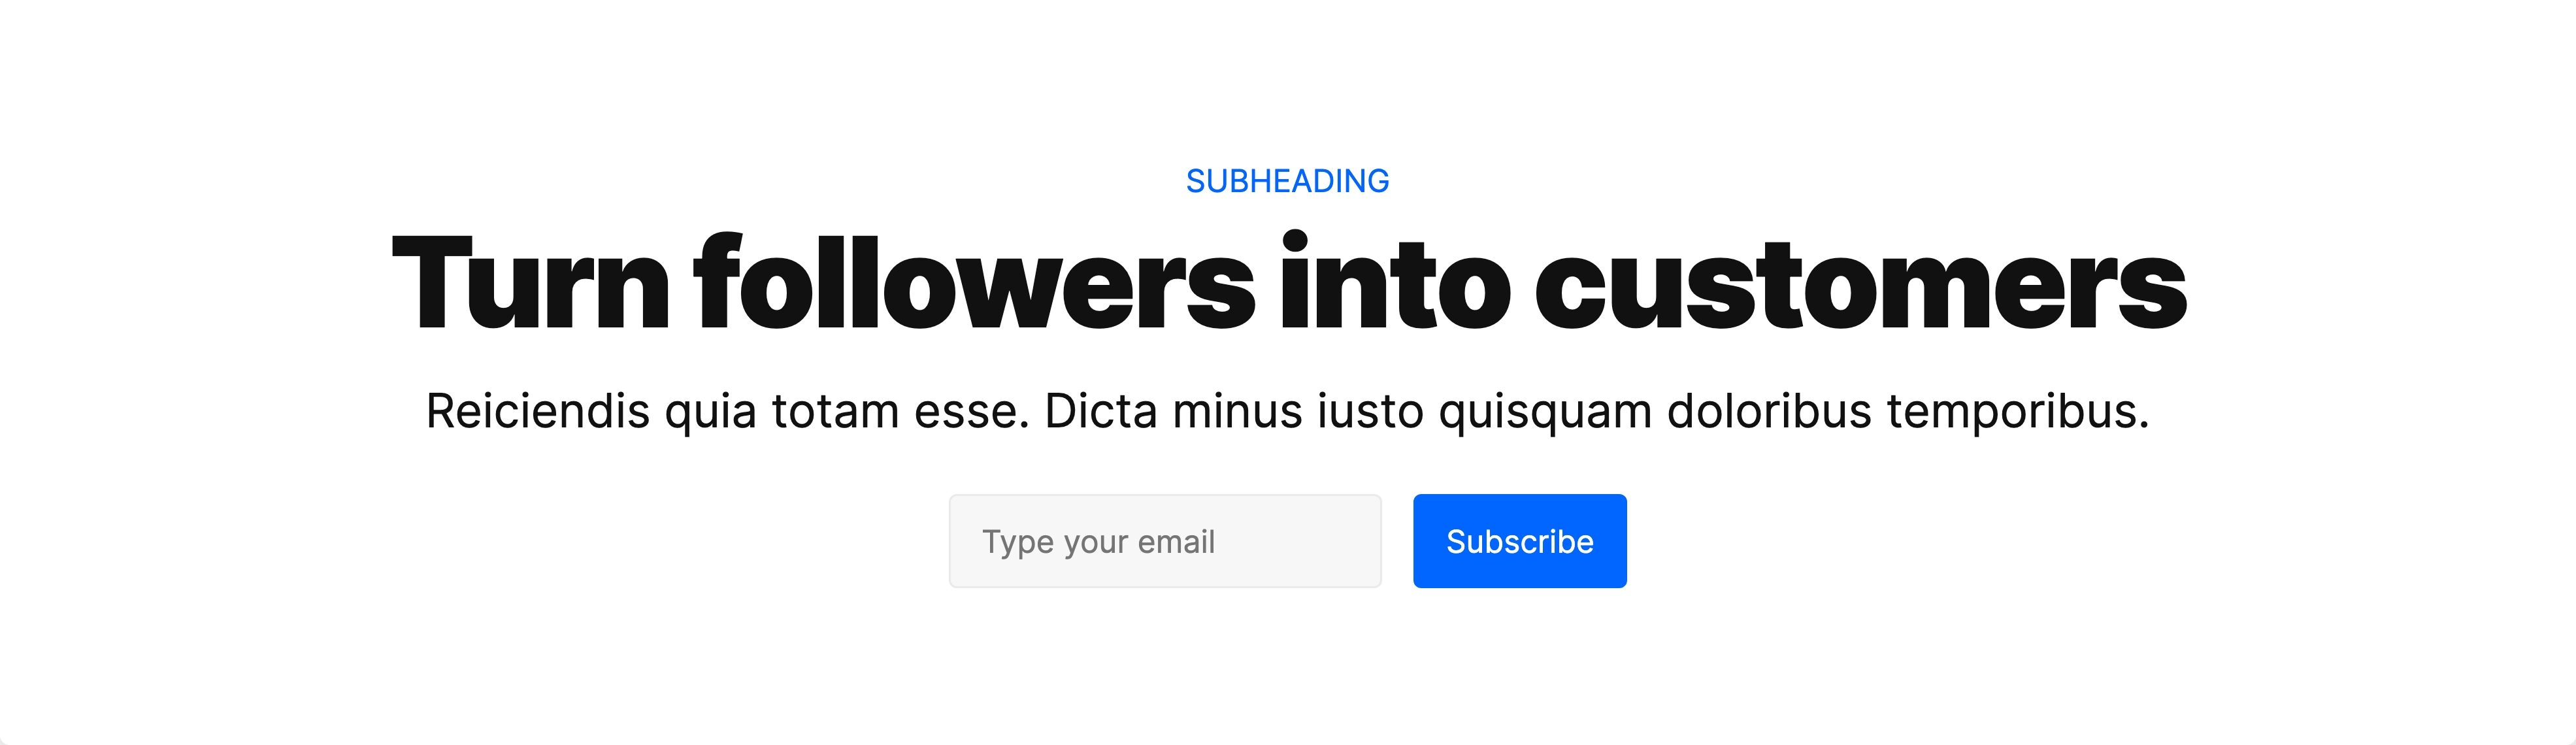 SUBHEADING
Turn followers into customers
Reiciendis quia totam esse. Dicta minus iusto quisquam doloribus temporibus.
Type your email
Subscribe